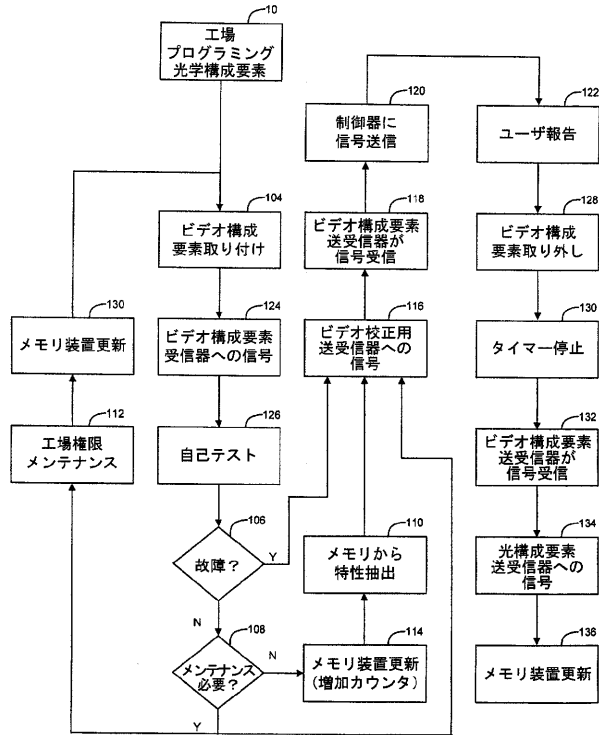 10
工場
プログラミング
光学構成要素
104
ビデオ構成
要素取り付け
124
ビデオ構成要素
受信器への信号
126
自己テスト
106
故障?
Y
N
108
メンテナンス
必要?
N
Y
130
メモリ装置更新
112
工場権限
メンテナンス
120
制御器に
信号送信
118
ビデオ構成要素
送受信器が
信号受信
116
ビデオ校正用
送受信器への
信号
110
メモリから
特性抽出
114
メモリ装置更新
(増加カウンタ)
122
ユーザ報告
128
ビデオ構成
要素取り外し
130
タイマー停止
132
ビデオ構成要素
送受信器が
信号受信
134
光構成要素
送受信器への
信号
136
メモリ装置更新